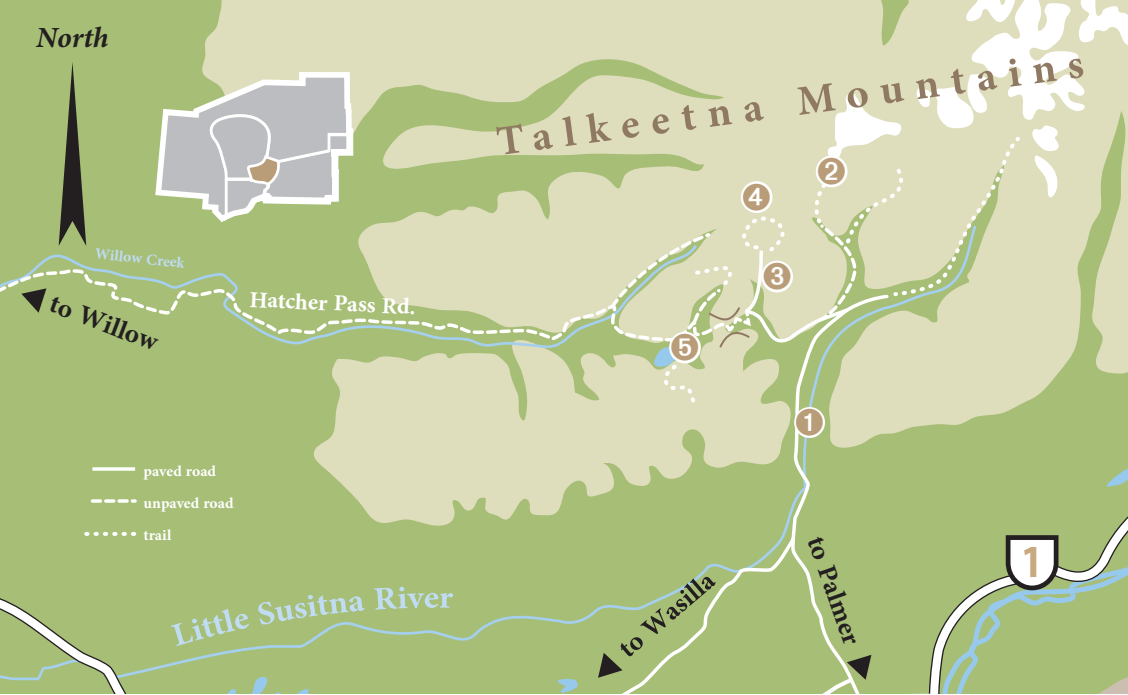 North
Talkeetna Mountains
2
4
Willow Creek
3
to Willow
Hatcher Pass Rd.
5
1
paved road
unpaved road
trail
1
to Palmer
to Wasilla
Little Susitna River